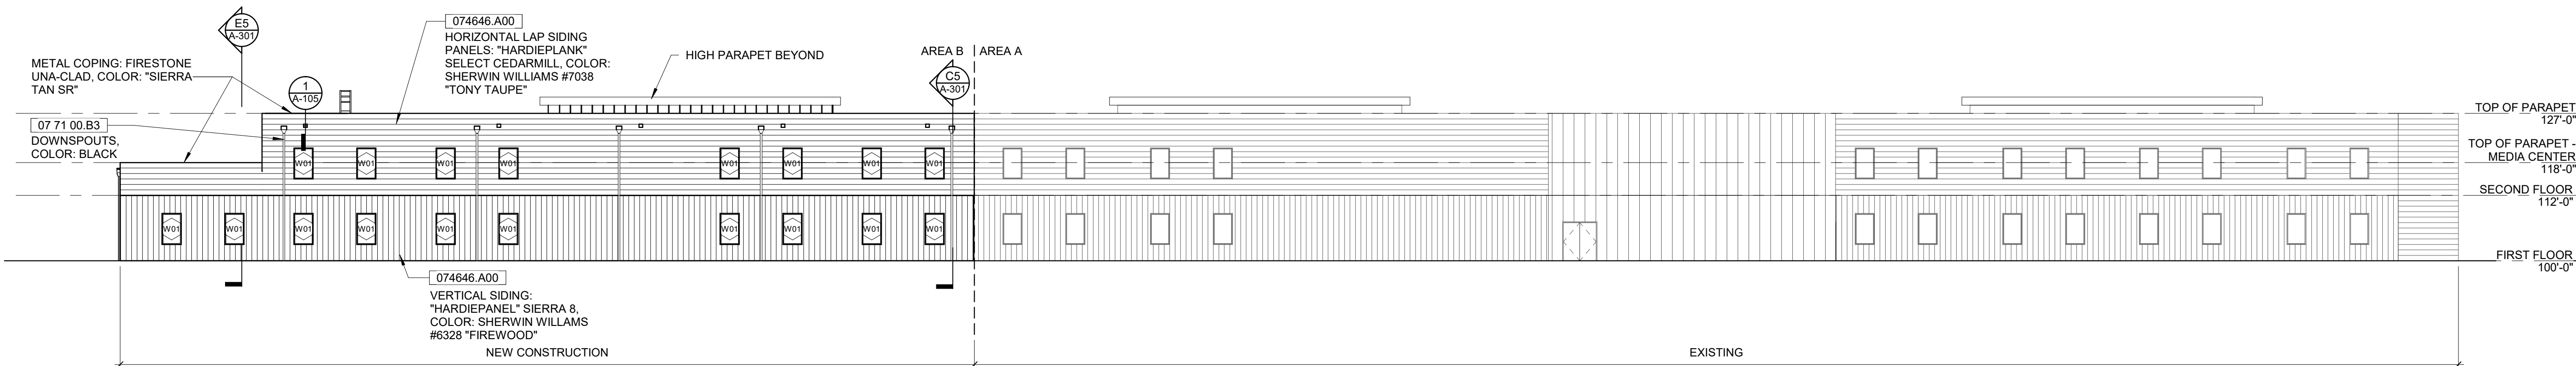 E5
A-301
074646.A00
HORIZONTAL LAP SIDING
PANELS: "HARDIEPLANK"
SELECT CEDARMILL, COLOR:
SHERWIN WILLIAMS #7038
"TONY TAUPE"
HIGH PARAPET BEYOND
AREA B
AREA A
METAL COPING: FIRESTONE
UNA-CLAD, COLOR: "SIERRA
TAN SR"
1
A-105
C5
A-301
07 71 00.B3
DOWNSPOUTS,
COLOR: BLACK
TOP OF PARAPET
127'-0"
TOP OF PARAPET -
MEDIA CENTER
118'-0"
SECOND FLOOR
112'-0"
FIRST FLOOR
100'-0"
W01 W01 W01 W01 W01 W01 W01 W01
W01 W01 W01 W01 W01 W01 W01 W01 W01 W01
074646.A00
VERTICAL SIDING:
"HARDIEPANEL" SIERRA 8,
COLOR: SHERWIN WILLAMS
#6328 "FIREWOOD"
NEW CONSTRUCTION
EXISTING